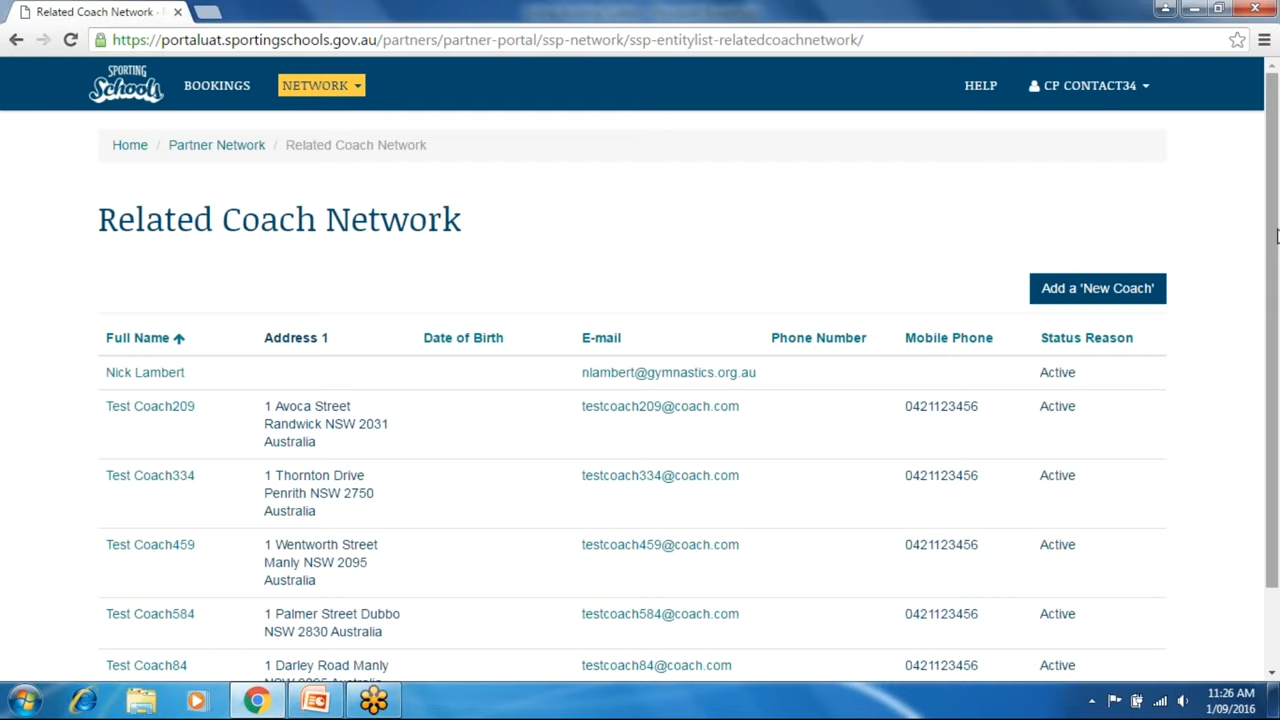 Related Coach Network -
https://portaluat.sportingschools.gov.au/partners/partner-portal/ssp-network/ssp-entitylist-relatedcoachnetwork/
SPORTING
Schools
BOOKINGS
NETWORK
HELP
CP CONTACT34
Home / Partner Network / Related Coach Network
Related Coach Network
Add a 'New Coach'
Full Name Address 1 Date of Birth E-mail Phone Number Mobile Phone Status Reason
Nick Lambert nlambert@gymnastics.org.au Active
Test Coach209 1 Avoca Street testcoach209@coach.com 0421123456 Active
Randwick NSW 2031
Australia
Test Coach334 1 Thornton Drive testcoach334@coach.com 0421123456 Active
Penrith NSW 2750
Australia
Test Coach459 1 Wentworth Street testcoach459@coach.com 0421123456 Active
Manly NSW 2095
Australia
Test Coach584 1 Palmer Street Dubbo testcoach584@coach.com 0421123456 Active
NSW 2830 Australia
Test Coach84 1 Darley Road Manly testcoach84@coach.com 0421123456 Active
11:26 AM
1/09/2016